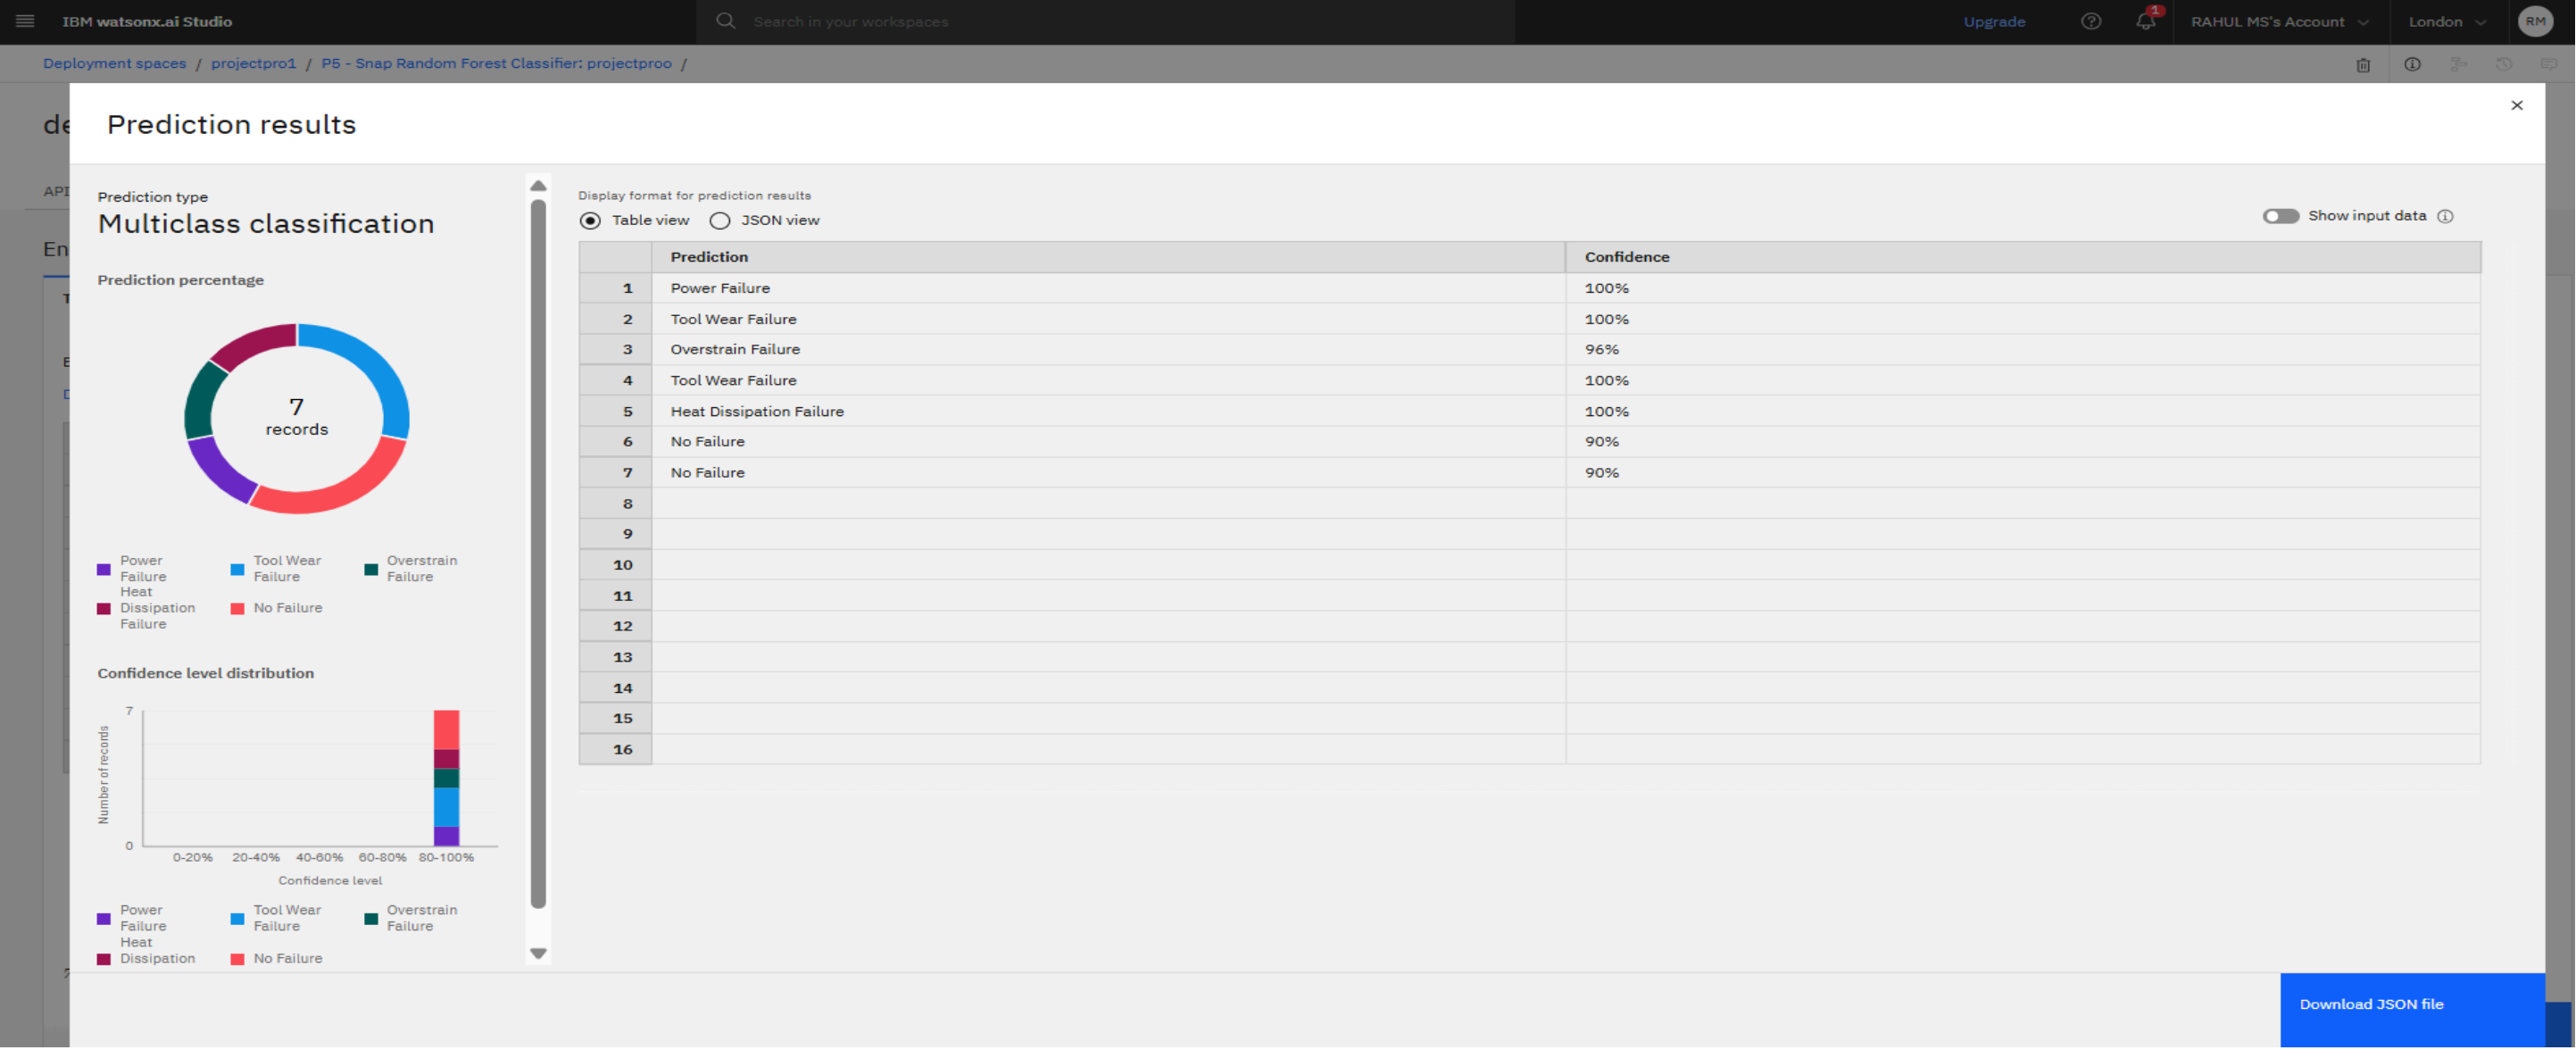 IBM watsonx.ai Studio
Search in your workspaces
Upgrade
1
RAHUL MS's Account
London
RM
Deployment spaces / projectpro1 / P5 - Snap Random Forest Classifier: projectproo /
de
Prediction results
API
En
Prediction type
Multiclass classification
Prediction percentage
7
records
Power Failure
Tool Wear Failure
Overstrain Failure
Heat Dissipation Failure
No Failure
Confidence level distribution
Number of records
7
0
0-20% 20-40% 40-60% 60-80% 80-100%
Confidence level
Power Failure
Tool Wear Failure
Overstrain Failure
Heat Dissipation
No Failure
Display format for prediction results
Table view JSON view
Show input data
Prediction Confidence
1 Power Failure 100%
2 Tool Wear Failure 100%
3 Overstrain Failure 96%
4 Tool Wear Failure 100%
5 Heat Dissipation Failure 100%
6 No Failure 90%
7 No Failure 90%
8
9
10
11
12
13
14
15
16
Download JSON file